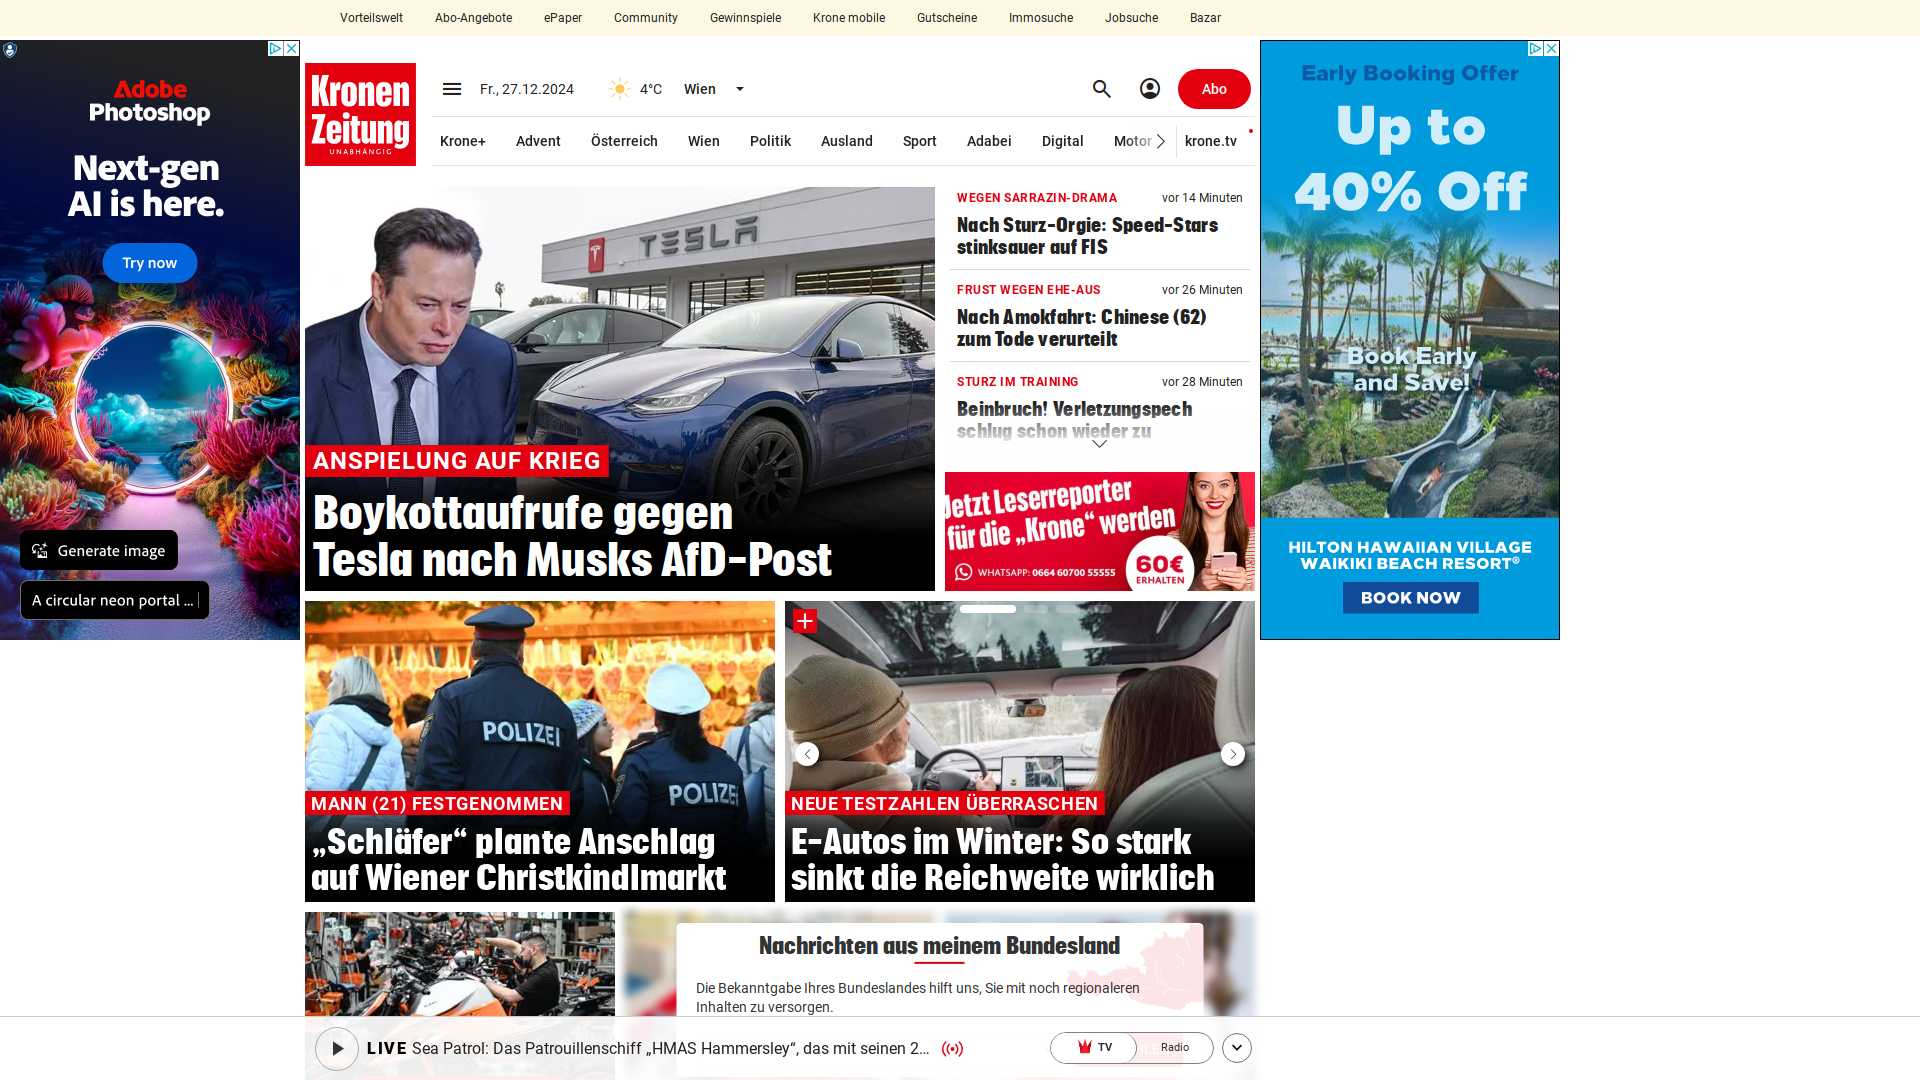 Vorteilswelt
Abo-Angebote
ePaper
Community
Gewinnspiele
Krone mobile
Gutscheine
Immosuche
Jobsuche
Bazar
Adobe
Photoshop
Next-gen
AI is here.
Try now
Generate image
A circular neon portal ...
Kronen
Zeitung
UNABHÄNGIG
Fr., 27.12.2024
4°C
Wien
Abo
Krone+
Advent
Österreich
Wien
Politik
Ausland
Sport
Adabei
Digital
Motor
krone.tv
TESLA
ANSPIELUNG AUF KRIEG
Boykottaufrufe gegen
Tesla nach Musks AfD-Post
WEGEN SARRAZIN-DRAMA
vor 14 Minuten
Nach Sturz-Orgie: Speed-Stars
stinksauer auf FIS
FRUST WEGEN EHE-AUS
vor 26 Minuten
Nach Amokfahrt: Chinese (62)
zum Tode verurteilt
STURZ IM TRAINING
vor 28 Minuten
Beinbruch! Verletzungspech
schlug schon wieder zu
Jetzt Leserreporter
für die „Krone“ werden
WHATSAPP: 0664 60700 55555
60€
ERHALTEN
Early Booking Offer
Up to
40% Off
Book Early
and Save!
HILTON HAWAIIAN VILLAGE
WAIKIKI BEACH RESORT®
BOOK NOW
POLIZEI
POLIZEI
MANN (21) FESTGENOMMEN
„Schläfer“ plante Anschlag
auf Wiener Christkindlmarkt
NEUE TESTZAHLEN ÜBERRASCHEN
E-Autos im Winter: So stark
sinkt die Reichweite wirklich
Nachrichten aus meinem Bundesland
Die Bekanntgabe Ihres Bundeslandes hilft uns, Sie mit noch regionaleren
Inhalten zu versorgen.
LIVE Sea Patrol: Das Patrouillenschiff „HMAS Hammersley“, das mit seinen 2...
TV
Radio